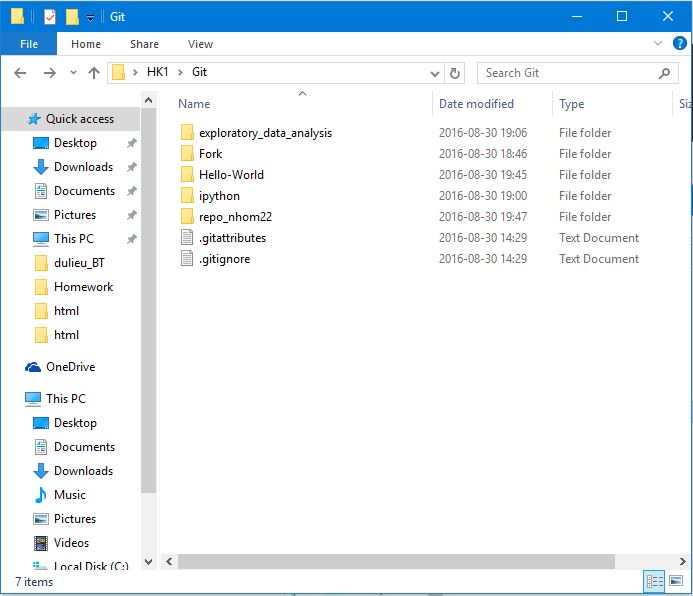 Git
File Home Share View
HK1 Git Search Git
Name Date modified Type Siz
Quick access
Desktop
Downloads
Documents
Pictures
This PC
dulieu_BT
Homework
html
html
OneDrive
This PC
Desktop
Documents
Downloads
Music
Pictures
Videos
Local Disk (C:)
exploratory_data_analysis 2016-08-30 19:06 File folder
Fork 2016-08-30 18:46 File folder
Hello-World 2016-08-30 19:45 File folder
ipython 2016-08-30 19:00 File folder
repo_nhom22 2016-08-30 19:47 File folder
.gitattributes 2016-08-30 14:29 Text Document
.gitignore 2016-08-30 14:29 Text Document
7 items